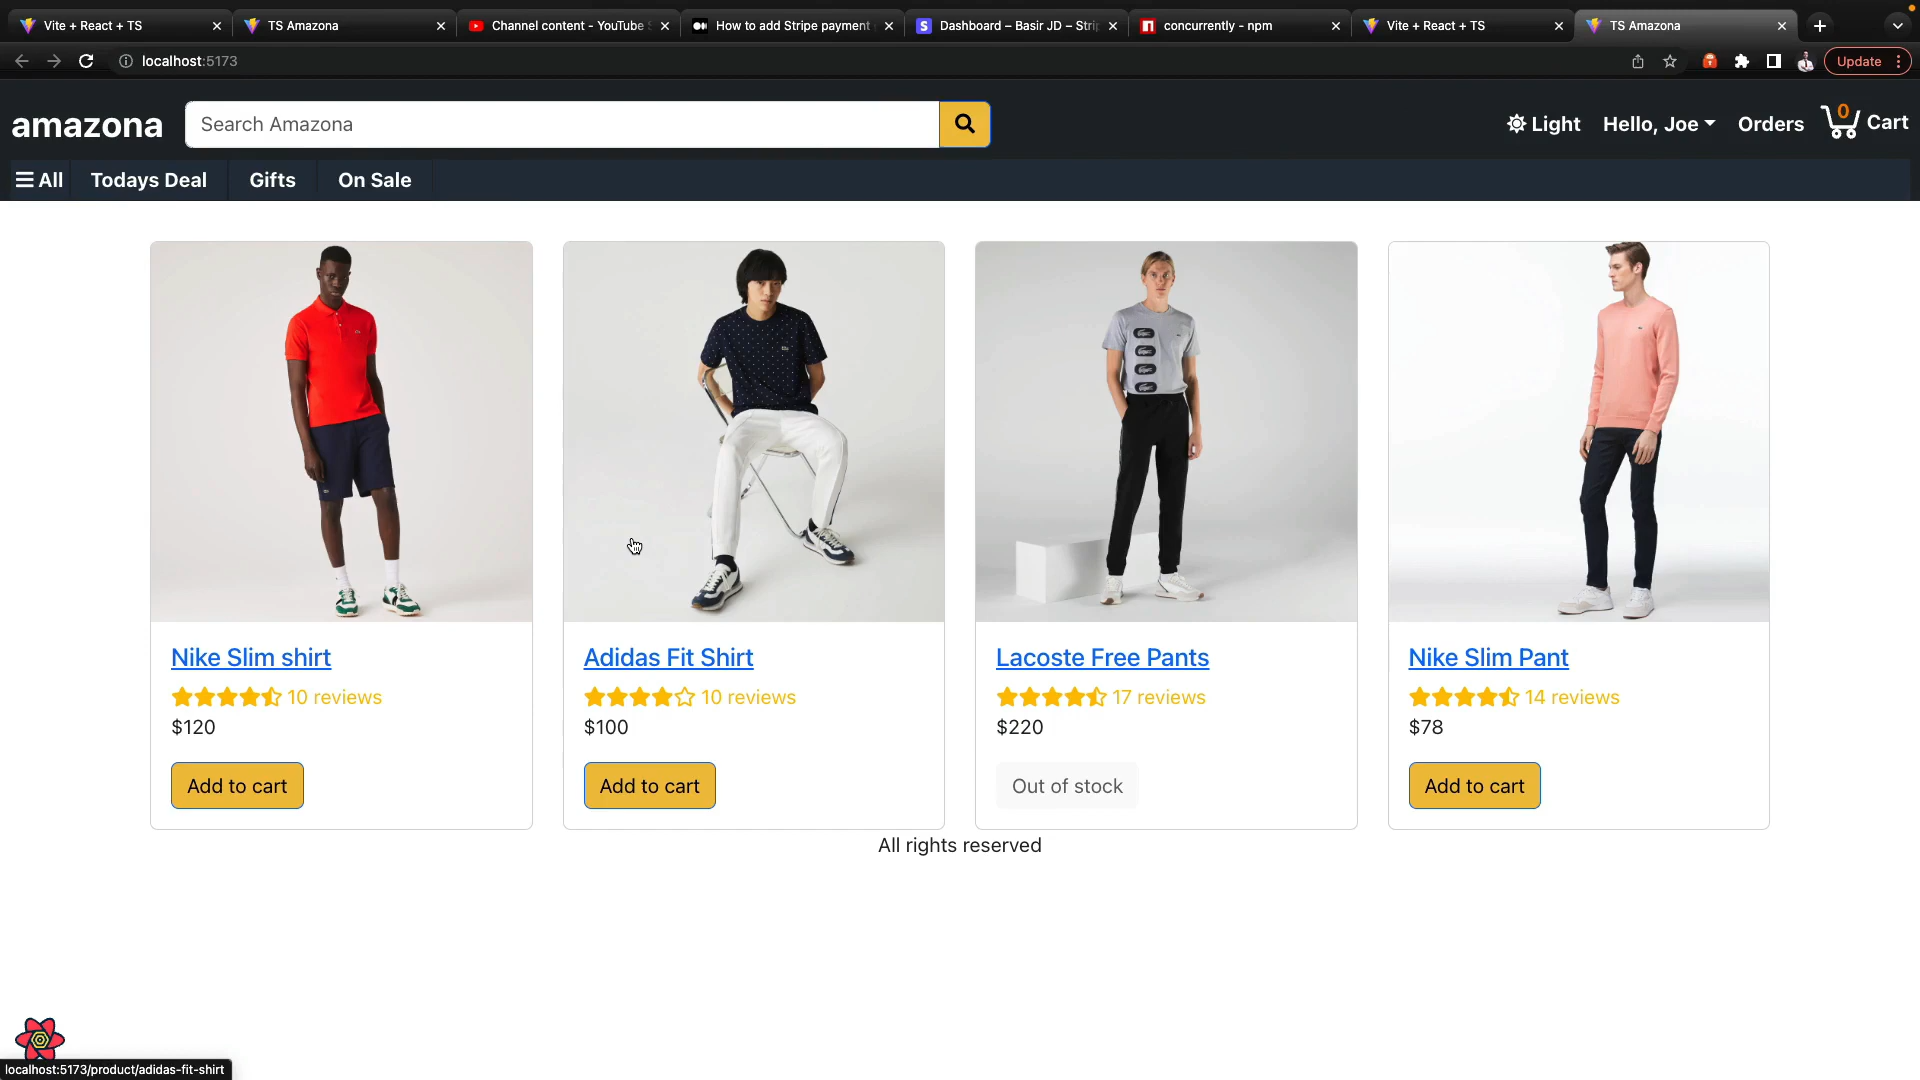 Vite + React + TS
TS Amazona
Channel content - YouTube S
How to add Stripe payment
Dashboard – Basir JD – Strip
concurrently - npm
Vite + React + TS
TS Amazona
localhost:5173
Update
amazona
Search Amazona
Light
Hello, Joe
Orders
0
Cart
All
Todays Deal
Gifts
On Sale
Nike Slim shirt
10 reviews
$120
Add to cart
Adidas Fit Shirt
10 reviews
$100
Add to cart
Lacoste Free Pants
17 reviews
$220
Out of stock
Nike Slim Pant
14 reviews
$78
Add to cart
All rights reserved
localhost:5173/product/adidas-fit-shirt